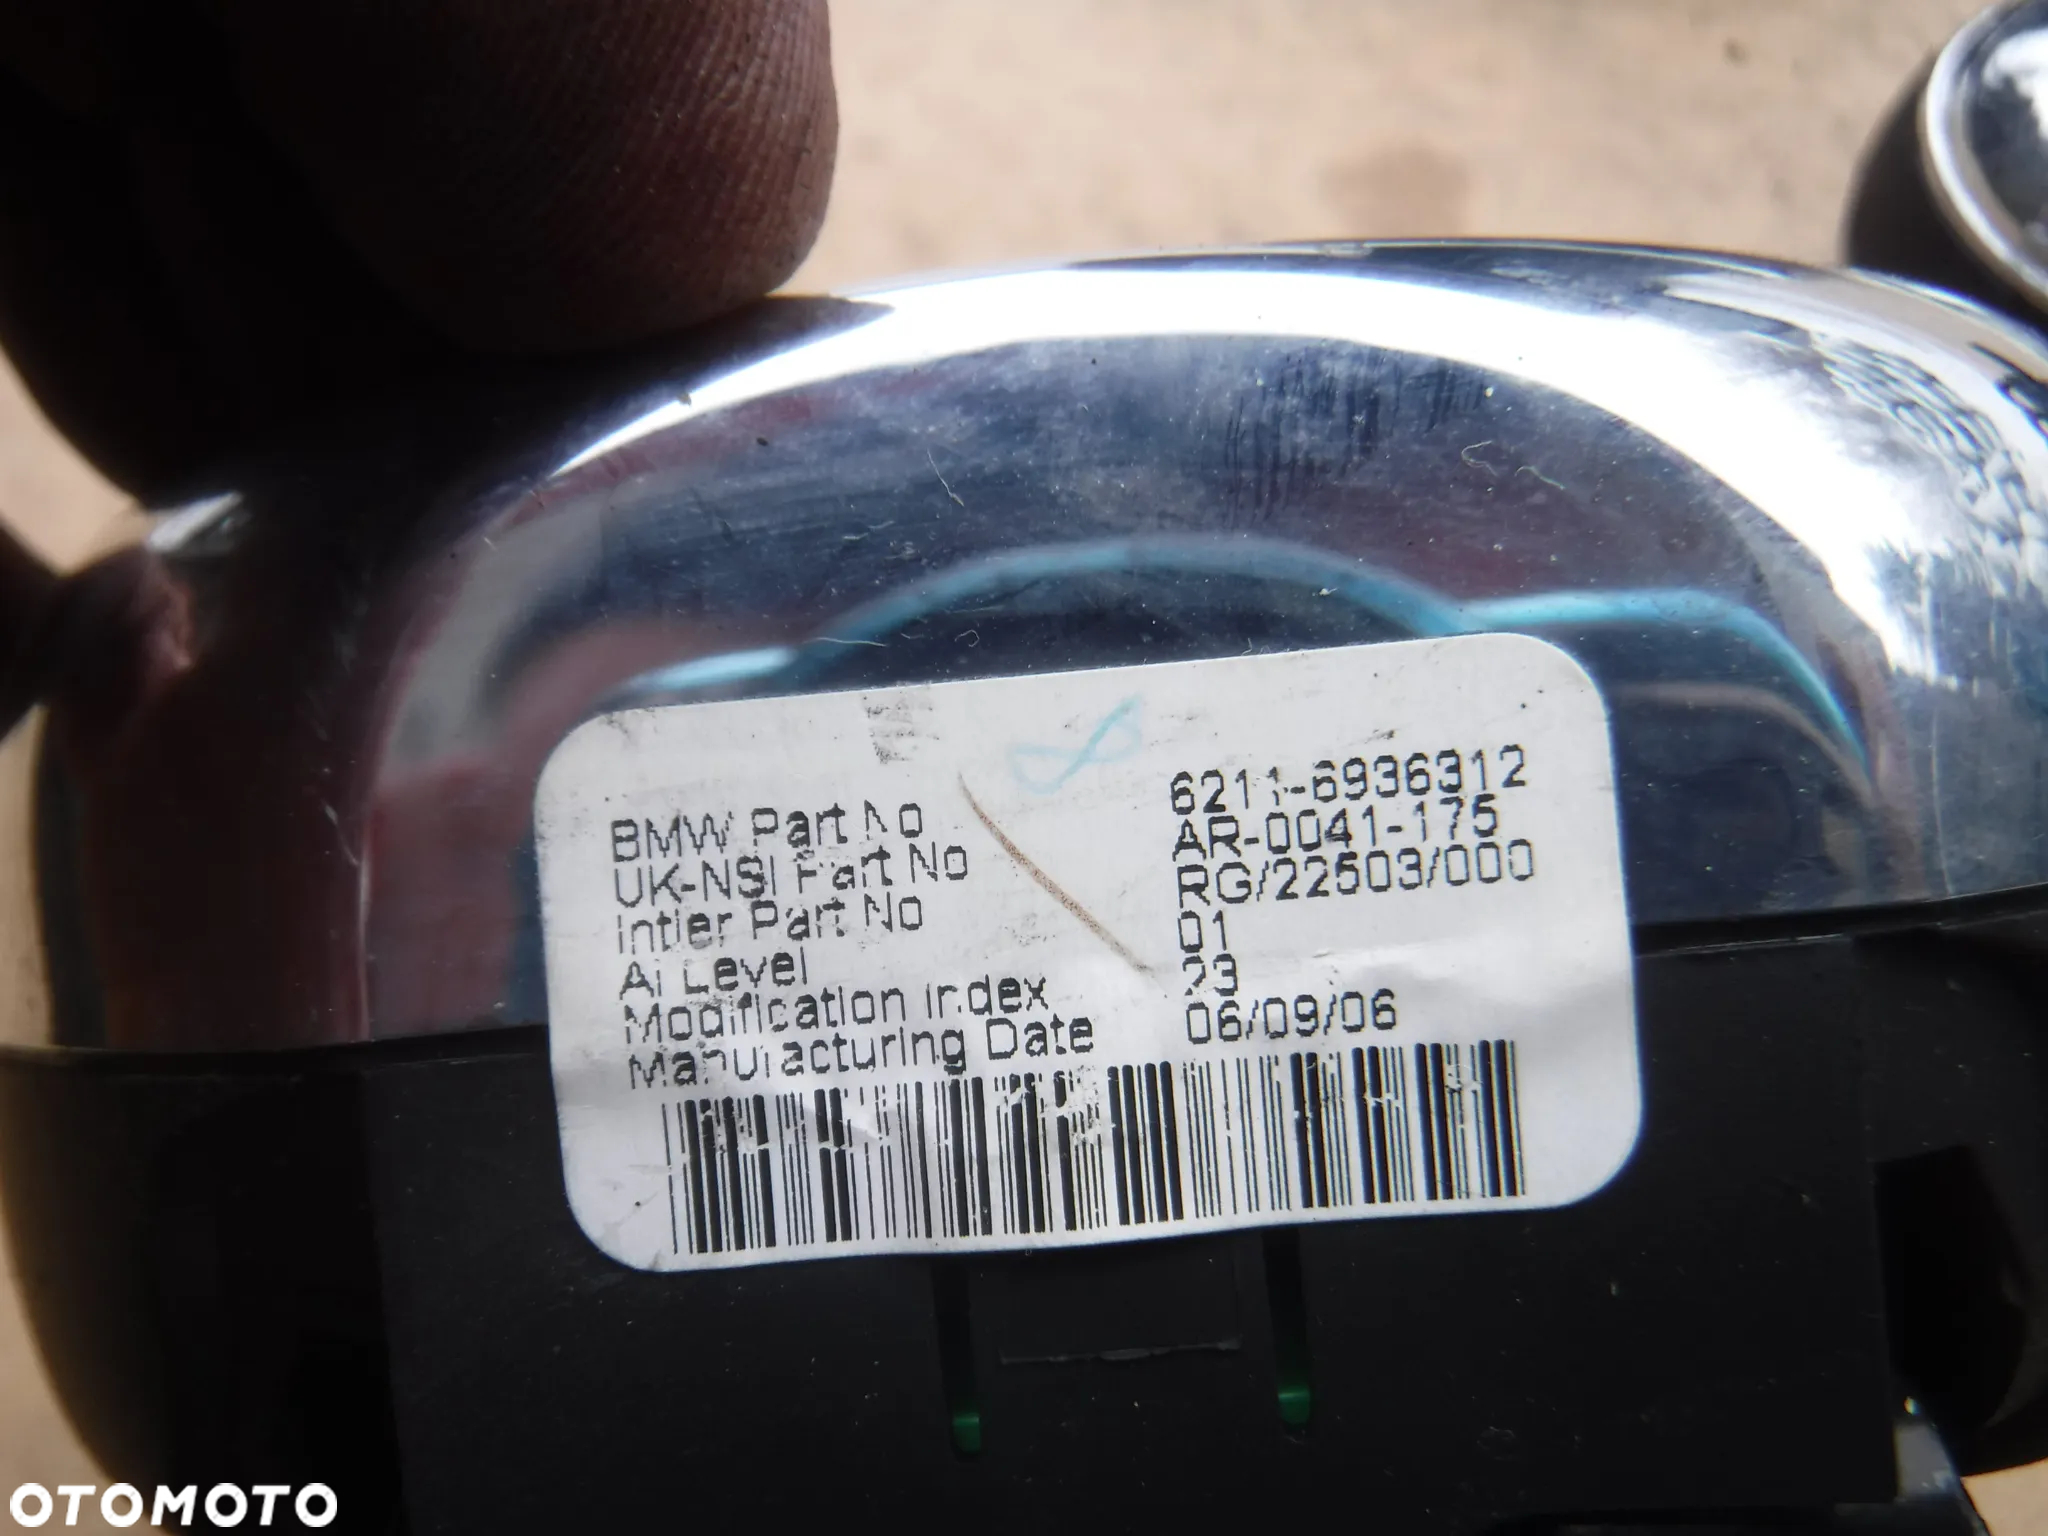 BMW Part No 6211-6936312
UK-NSI Part No AR-0041-175
Intier Part No RG/22503/000
AI Level 01
Modification Index 23
Manufacturing Date 06/09/06
OTOMOTO